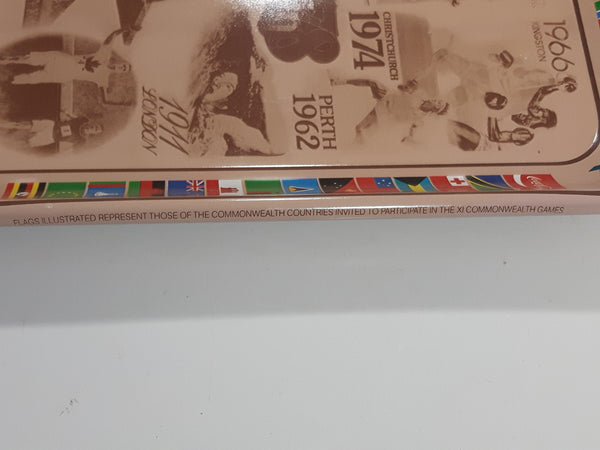 1966
KINGSTON
1974
CHRISTCHURCH
PERTH
1962
1911
LONDON
FLAGS ILLUSTRATED REPRESENT THOSE OF THE COMMONWEALTH COUNTRIES INVITED TO PARTICIPATE IN THE XI COMMONWEALTH GAMES